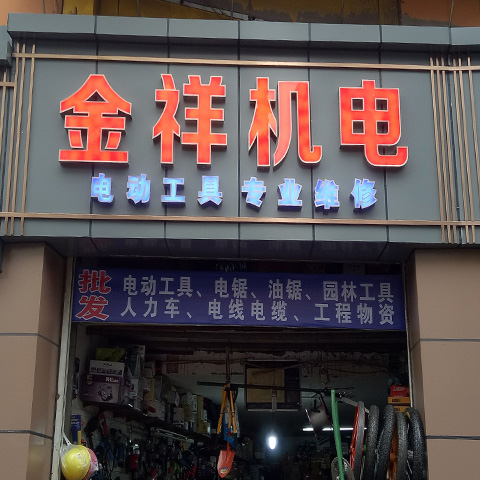 金祥机电
电动工具专业维修
批发
电动工具、电锯、油锯、园林工具
人力车、电线电缆、工程物资